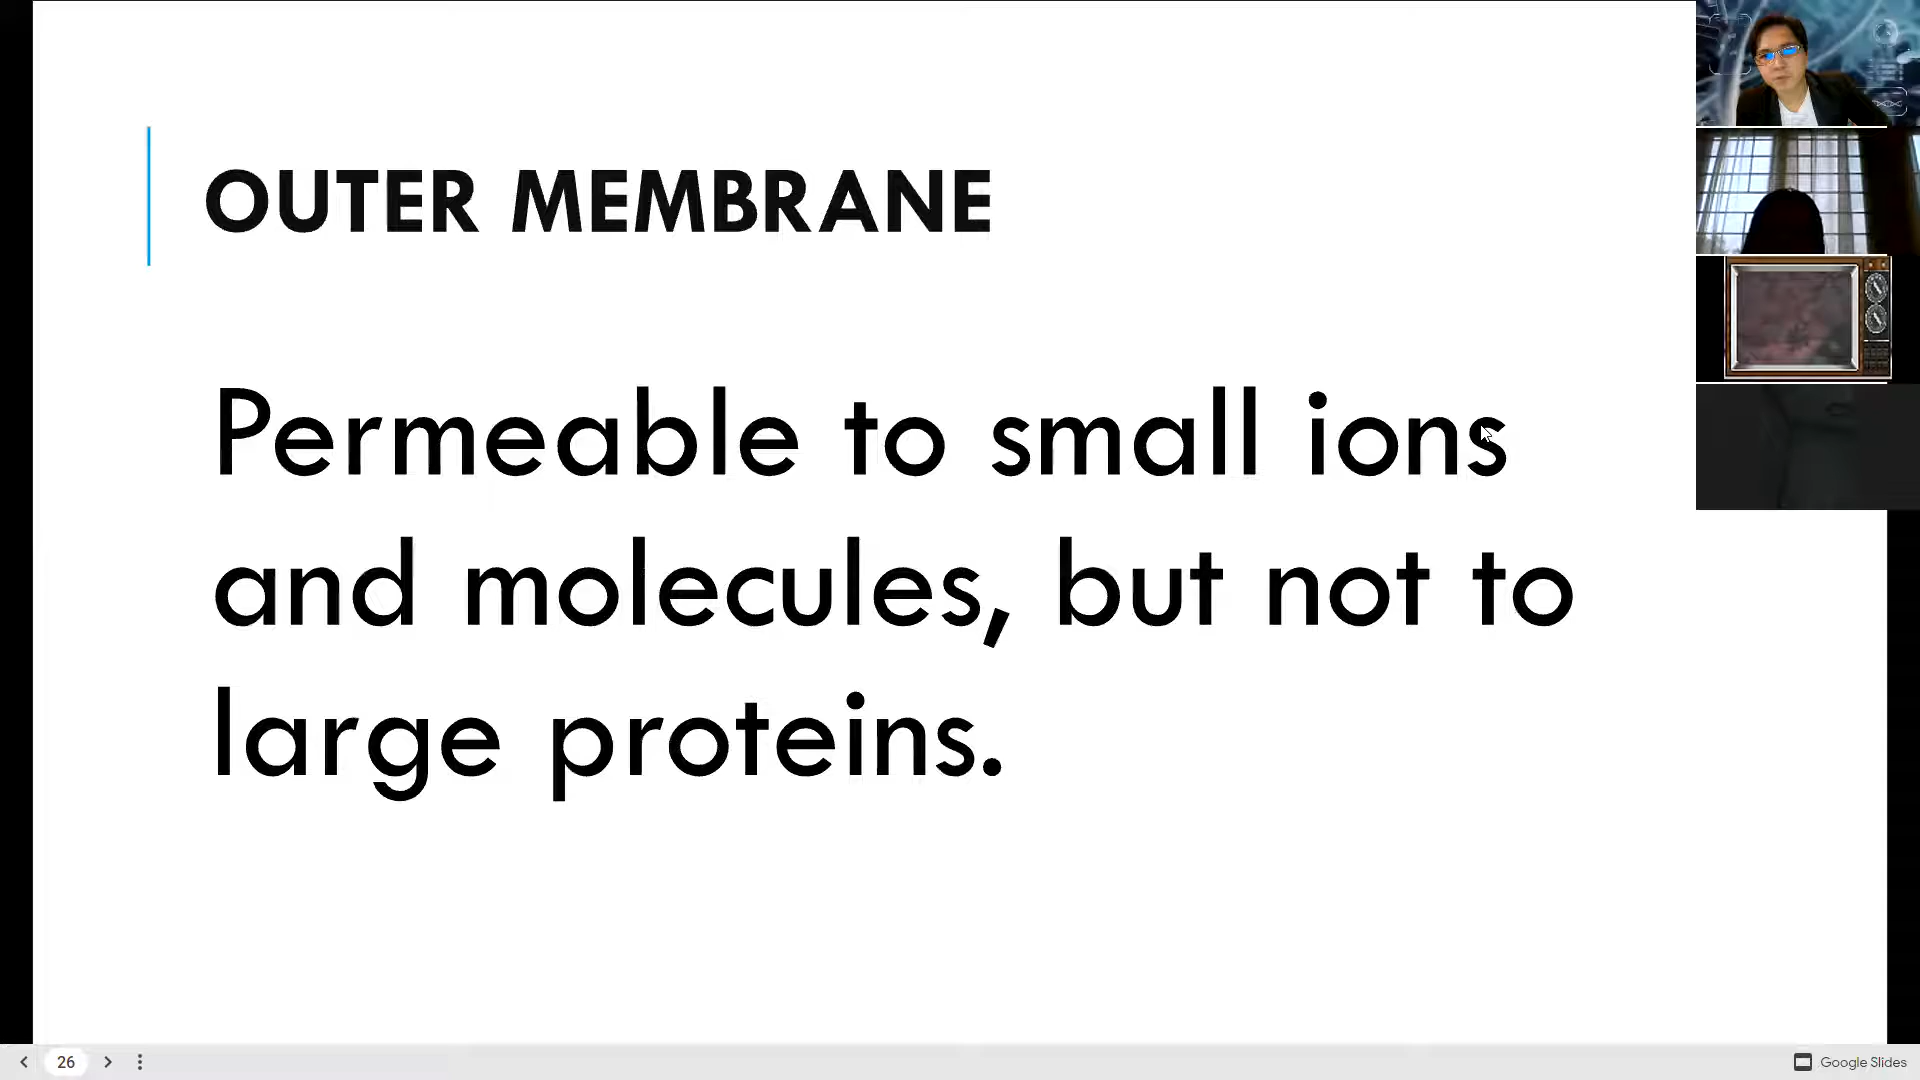 OUTER MEMBRANE
Permeable to small ions
and molecules, but not to
large proteins.
26
Google Slides